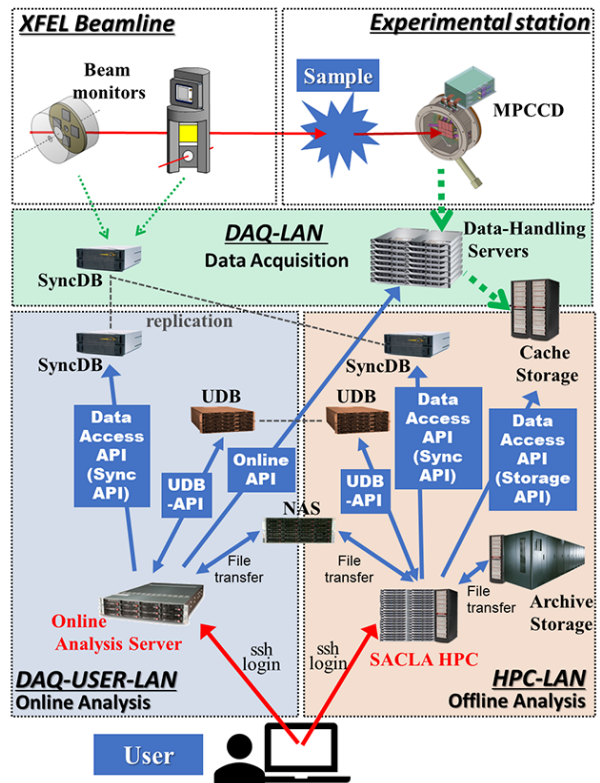 XFEL Beamline
Experimental station
Beam
monitors
Sample
MPCCD
DAQ-LAN
Data Acquisition
Data-Handling
Servers
SyncDB
replication
SyncDB
SyncDB
Cache
Storage
UDB
UDB
Data
Access
API
(Sync
API)
UDB
-API
Online
API
UDB
-API
Data
Access
API
(Sync
API)
Data
Access
API
(Storage
API)
NAS
File
transfer
File
transfer
File
transfer
Online
Analysis Server
SACLA HPC
Archive
Storage
ssh
login
ssh
login
DAQ-USER-LAN
Online Analysis
HPC-LAN
Offline Analysis
User